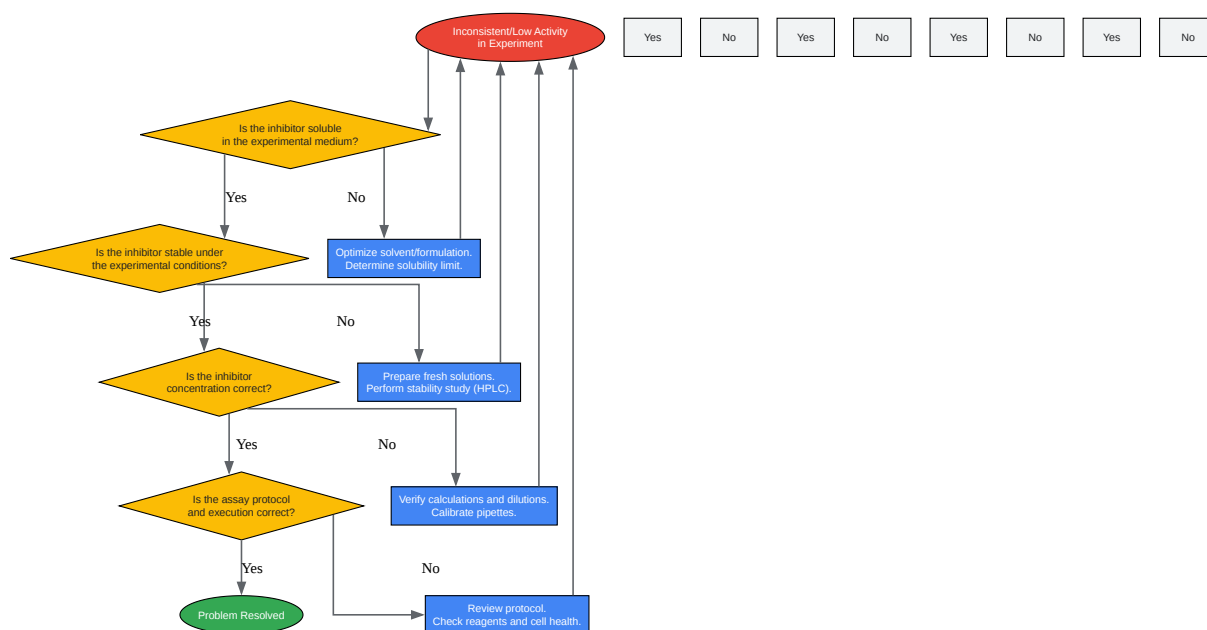 Inconsistent/Low Activity
in Experiment
Yes
No
Yes
No
Yes
No
Yes
No
Is the inhibitor soluble
in the experimental medium?
Yes
No
Is the inhibitor stable under
the experimental conditions?
Optimize solvent/formulation.
Determine solubility limit.
Yes
No
Is the inhibitor
concentration correct?
Prepare fresh solutions.
Perform stability study (HPLC).
Yes
No
Is the assay protocol
and execution correct?
Verify calculations and dilutions.
Calibrate pipettes.
Yes
No
Problem Resolved
Review protocol.
Check reagents and cell health.